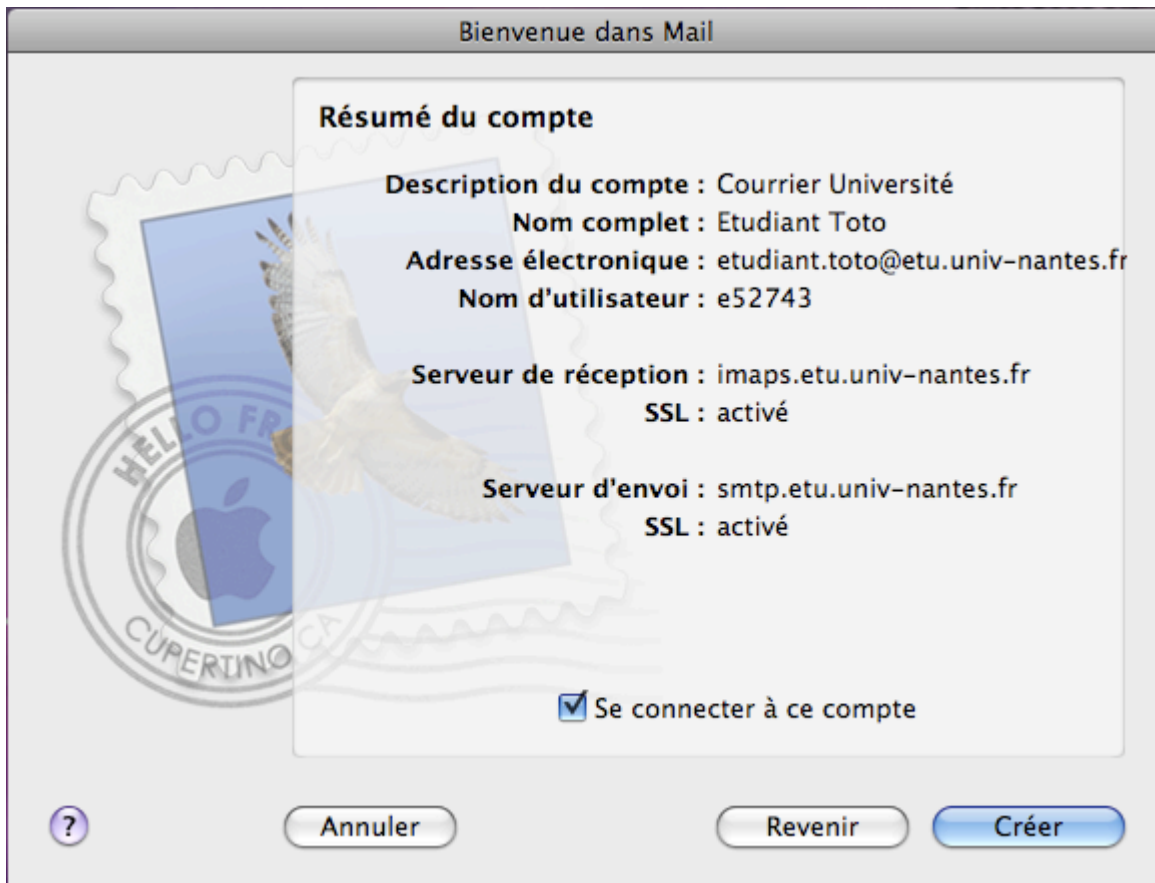 Bienvenue dans Mail
Résumé du compte
Description du compte : Courrier Université
Nom complet : Etudiant Toto
Adresse électronique : etudiant.toto@etu.univ-nantes.fr
Nom d'utilisateur : e52743
Serveur de réception : imaps.etu.univ-nantes.fr
SSL : activé
Serveur d'envoi : smtp.etu.univ-nantes.fr
SSL : activé
HELLO FR
CUPERTINO CA
Se connecter à ce compte
?
Annuler
Revenir
Créer